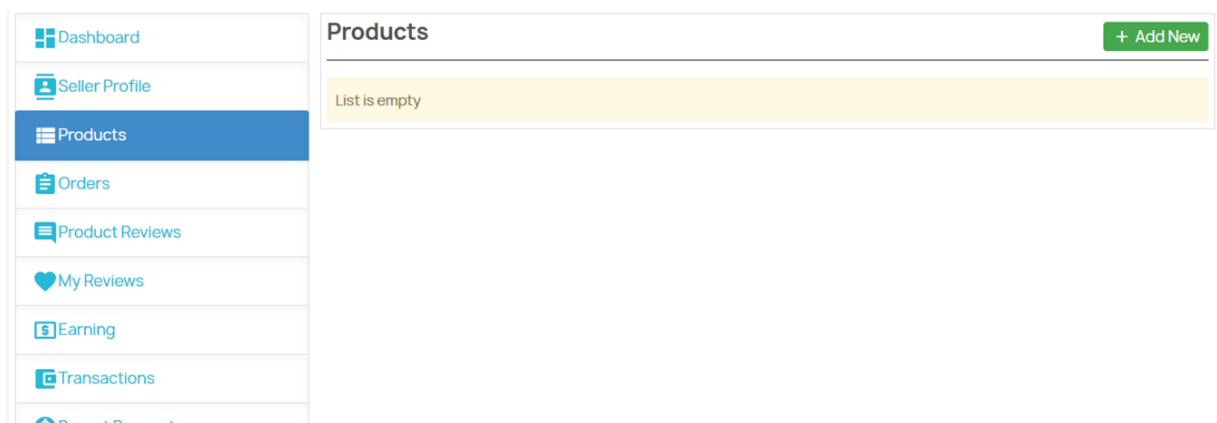 Dashboard
Seller Profile
Products
Orders
Product Reviews
My Reviews
Earning
Transactions
Products
+ Add New
List is empty